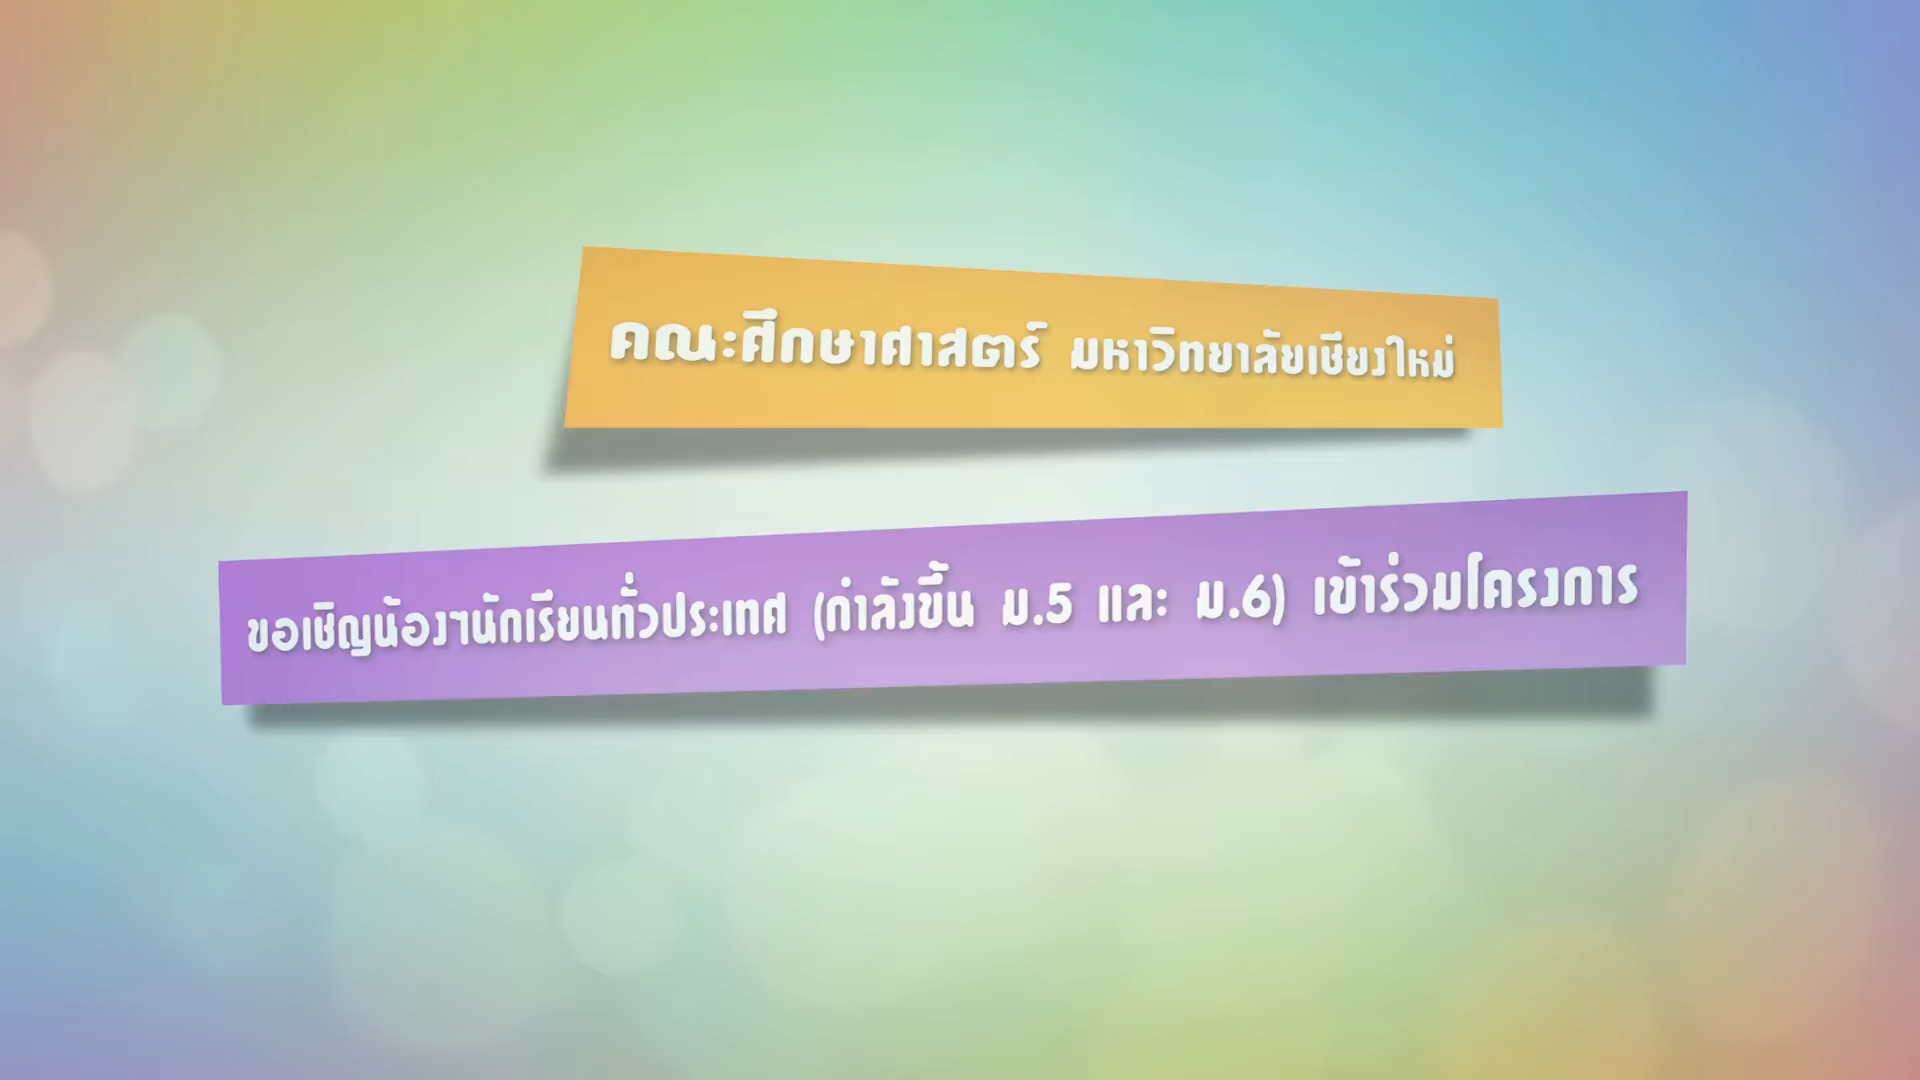 คณะศึกษาศาสตร์ มหาวิทยาลัยเชียงใหม่
ขอเชิญน้องๆนักเรียนทั่วประเทศ (กำลังขึ้น ม.5 และ ม.6) เข้าร่วมโครงการ